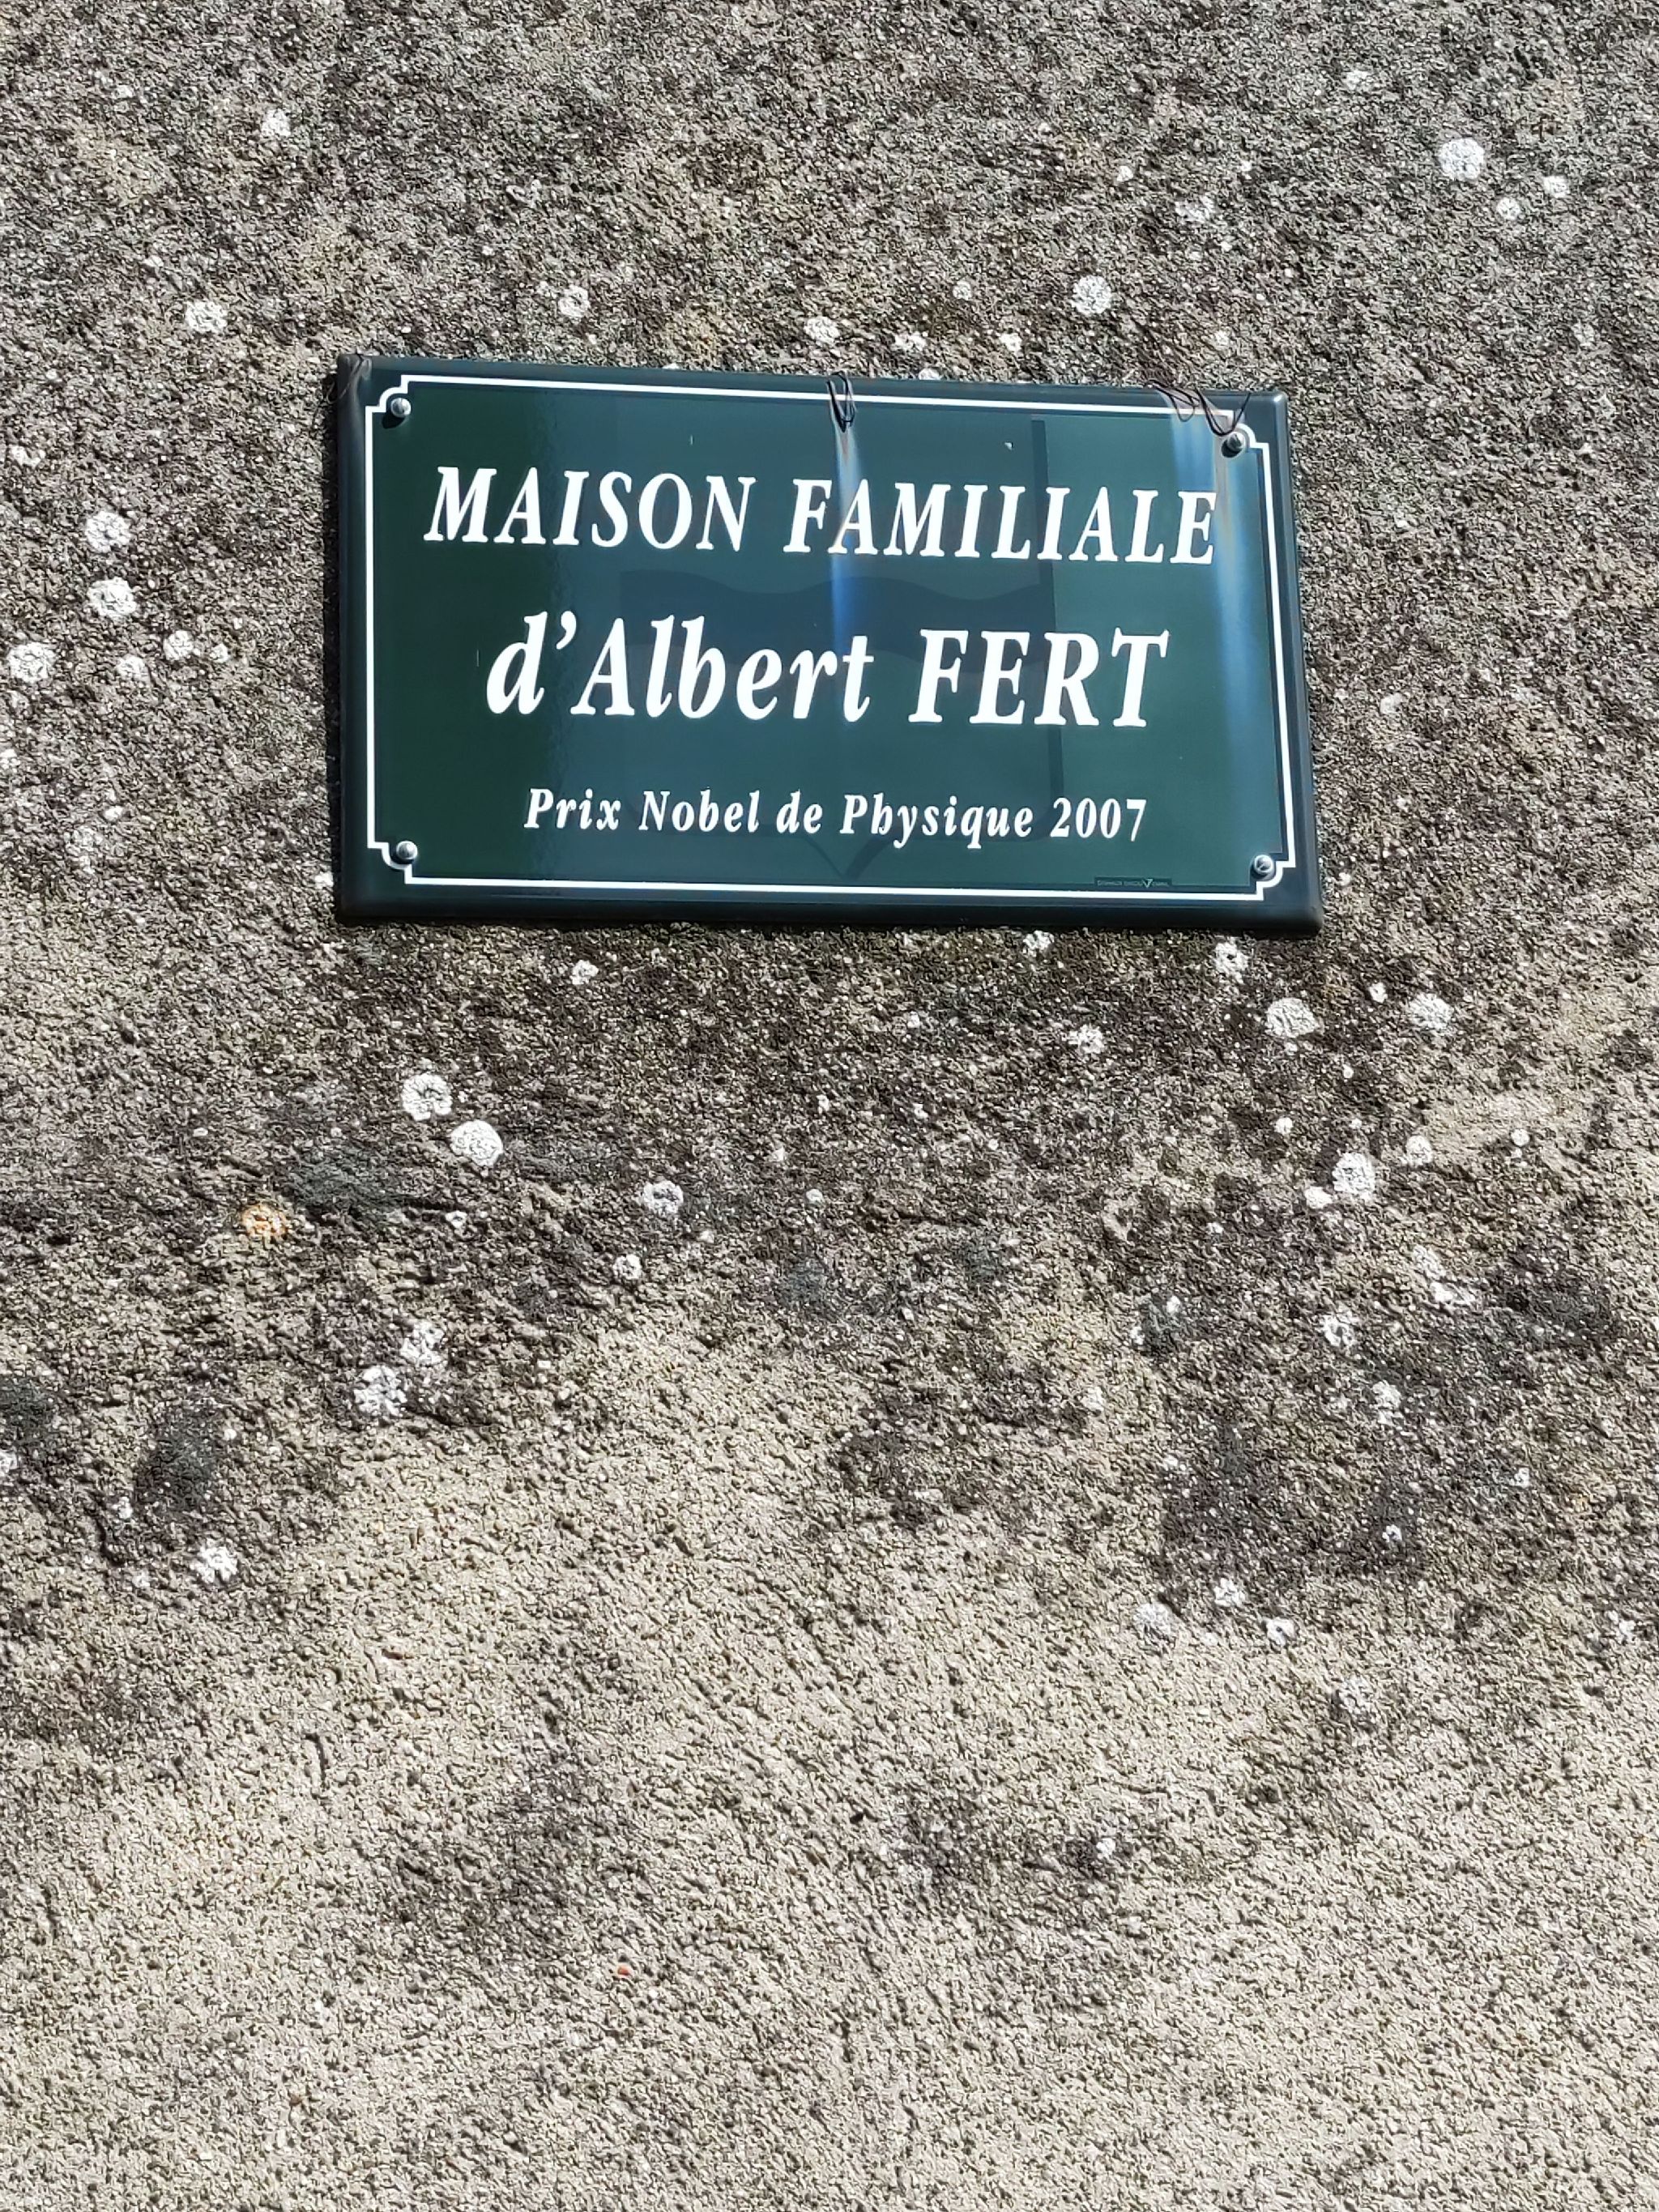 MAISON FAMILIALE
d'Albert FERT
Prix Nobel de Physique 2007